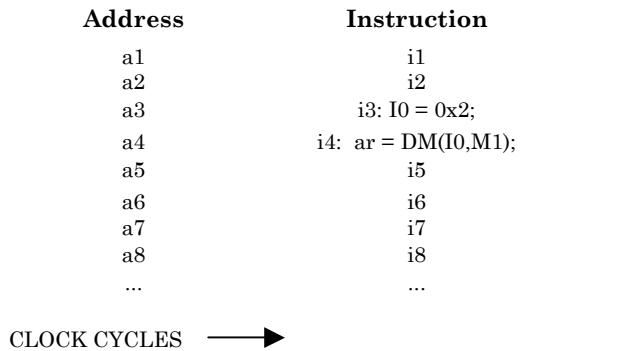 Address Instruction
a1 i1
a2 i2
a3 i3: I0 = 0x2;
a4 i4: ar = DM(I0,M1);
a5 i5
a6 i6
a7 i7
a8 i8
... ...
CLOCK CYCLES